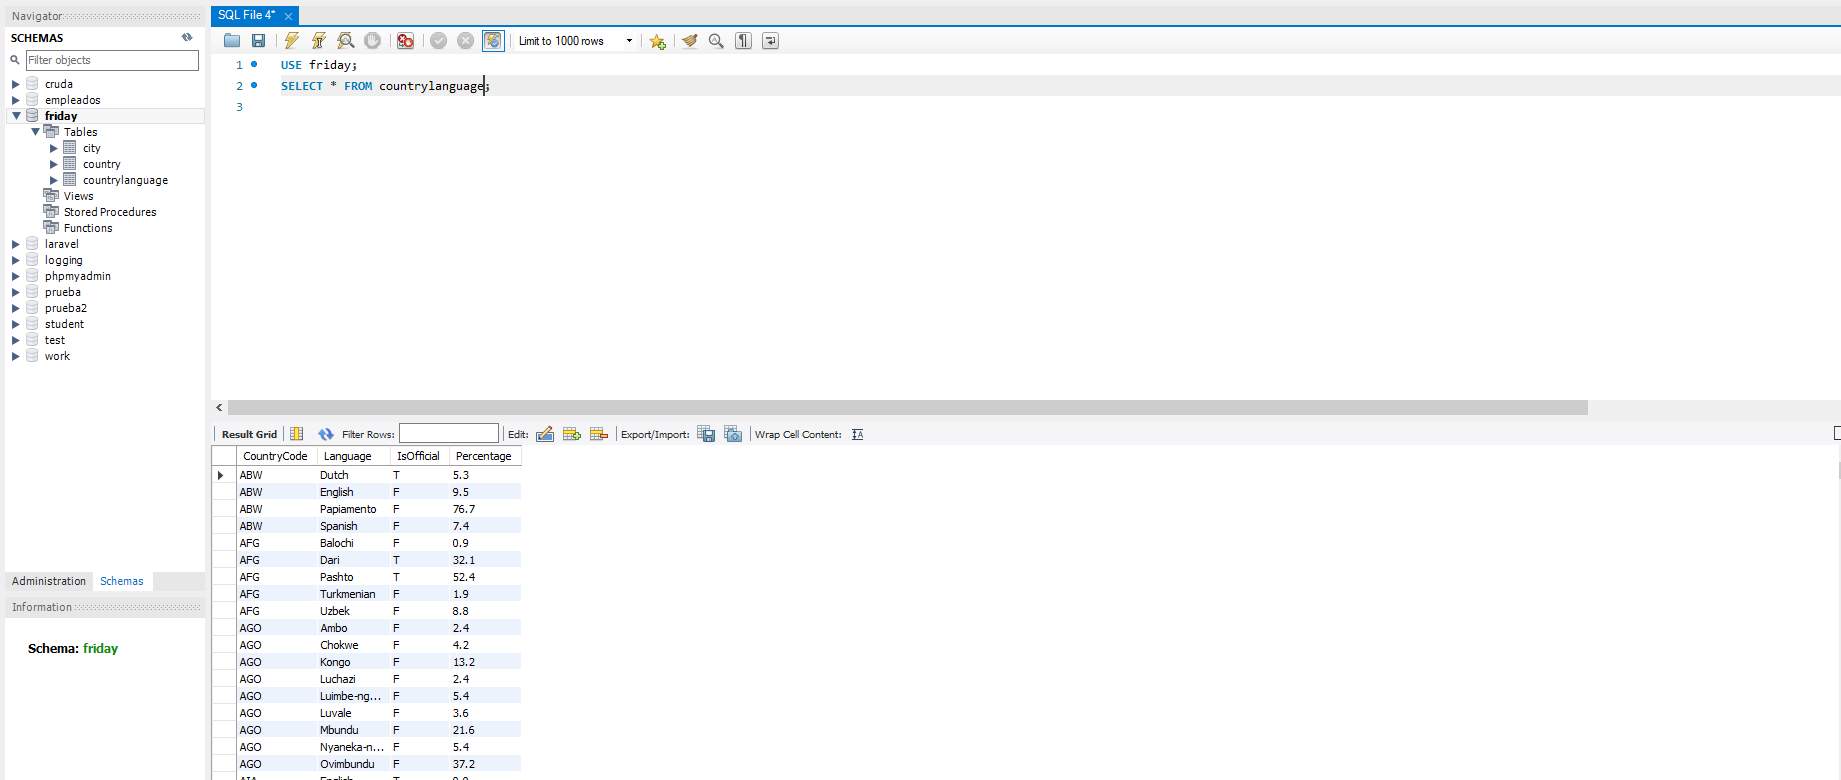 Navigator
SCHEMAS
Filter objects
cruda
empleados
friday
Tables
city
country
countrylanguage
Views
Stored Procedures
Functions
laravel
logging
phpmyadmin
prueba
prueba2
student
test
work
Administration Schemas
Information
Schema: friday
SQL File 4*
Limit to 1000 rows
1 USE friday;
2 SELECT * FROM countrylanguage;
3
Result Grid Filter Rows: Edit: Export/Import: Wrap Cell Content:
CountryCode Language IsOfficial Percentage
ABW Dutch T 5.3
ABW English F 9.5
ABW Papiamento F 76.7
ABW Spanish F 7.4
AFG Balochi F 0.9
AFG Dari T 32.1
AFG Pashto T 52.4
AFG Turkmenian F 1.9
AFG Uzbek F 8.8
AGO Ambo F 2.4
AGO Chokwe F 4.2
AGO Kongo F 13.2
AGO Luchazi F 2.4
AGO Luimbe-ng... F 5.4
AGO Luvale F 3.6
AGO Mbundu F 21.6
AGO Nyaneka-n... F 5.4
AGO Ovimbundu F 37.2